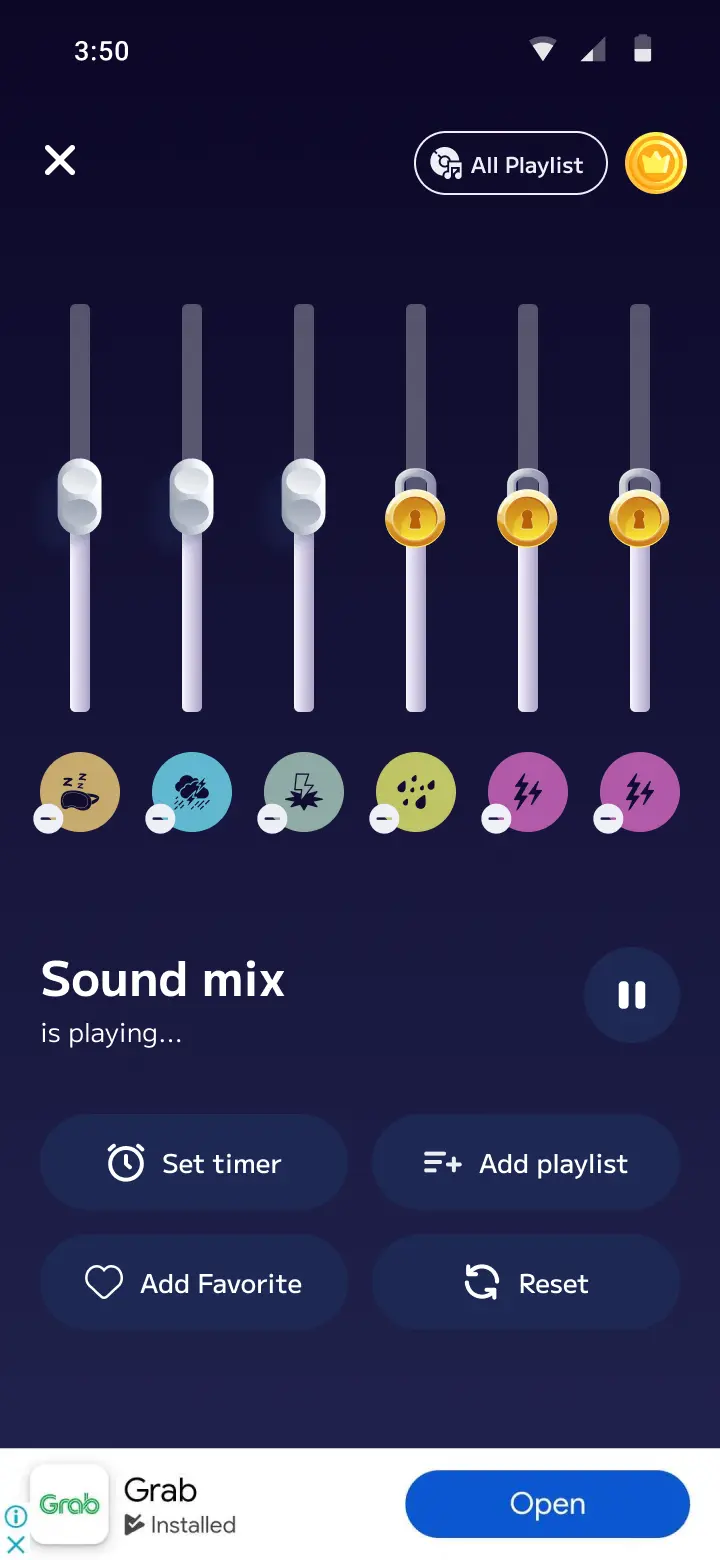 3:50
All Playlist
z z z
Sound mix
is playing...
Set timer
Add playlist
Add Favorite
Reset
Grab
Grab
Installed
Open